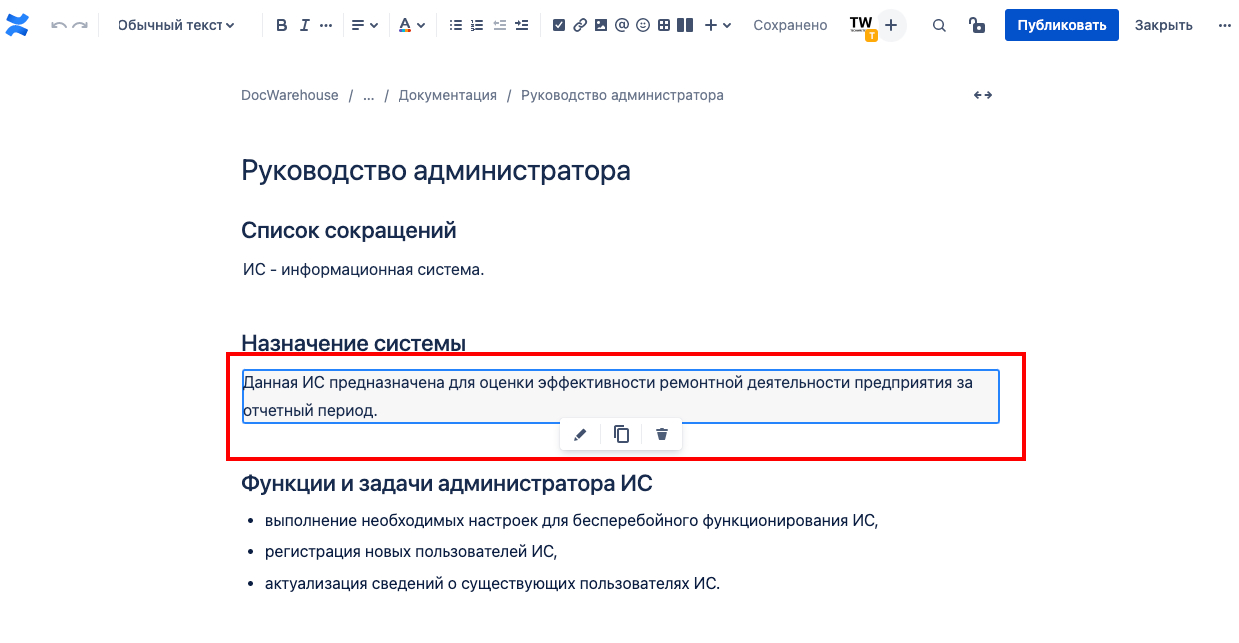 Обычный текст B I ... A @ + Сохранено TW T + Публиковать Закрыть ...
DocWarehouse / ... / Документация / Руководство администратора
Руководство администратора
Список сокращений
ИС - информационная система.
Назначение системы
Данная ИС предназначена для оценки эффективности ремонтной деятельности предприятия за
отчетный период.
Функции и задачи администратора ИС
• выполнение необходимых настроек для бесперебойного функционирования ИС,
• регистрация новых пользователей ИС,
• актуализация сведений о существующих пользователях ИС.